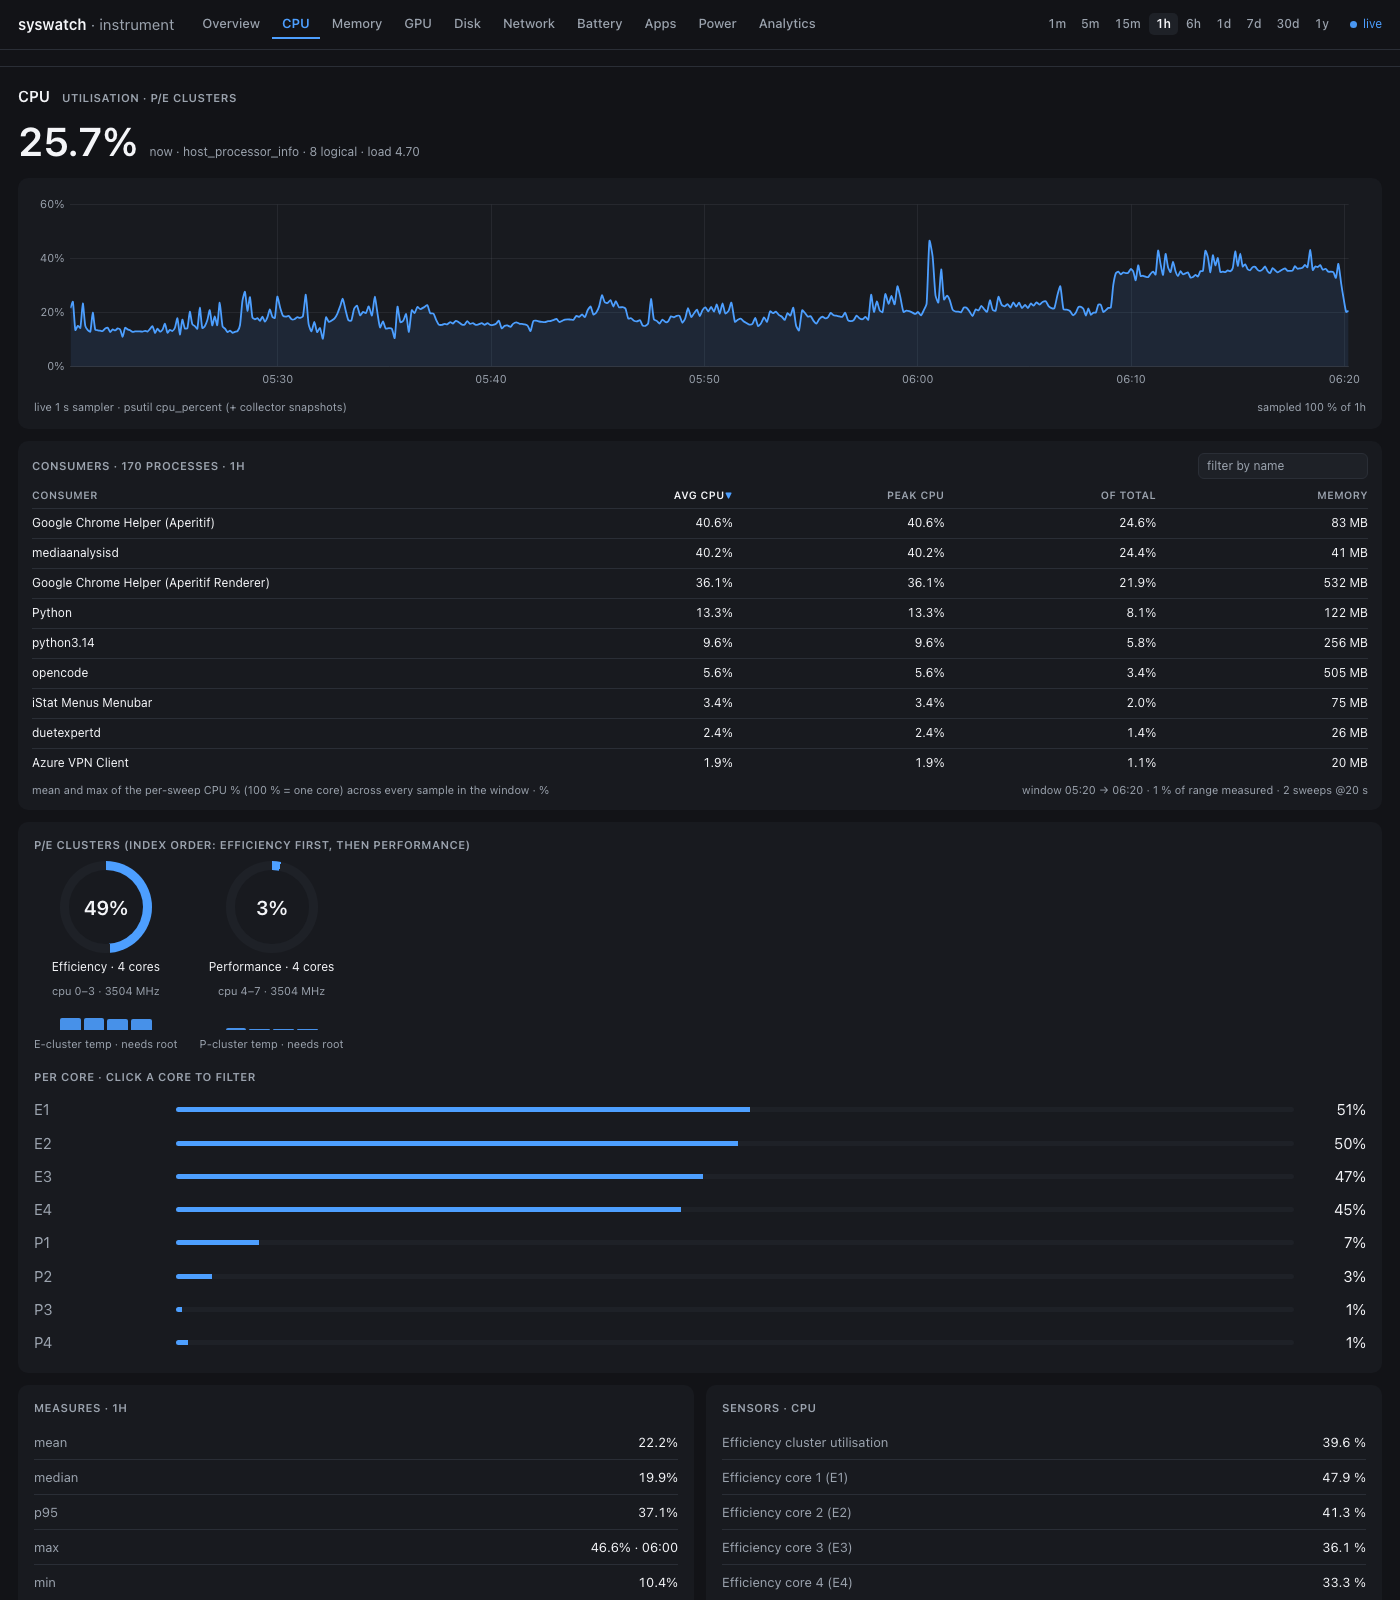 syswatch · instrument Overview CPU Memory GPU Disk Network Battery Apps Power Analytics 1m 5m 15m 1h 6h 1d 7d 30d 1y live
CPU UTILISATION · P/E CLUSTERS
25.7% now · host_processor_info · 8 logical · load 4.70
60%
40%
20%
0%
05:30 05:40 05:50 06:00 06:10 06:20
live 1 s sampler · psutil cpu_percent (+ collector snapshots) sampled 100 % of 1h
CONSUMERS · 170 PROCESSES · 1H filter by name
CONSUMER AVG CPU▼ PEAK CPU OF TOTAL MEMORY
Google Chrome Helper (Aperitif) 40.6% 40.6% 24.6% 83 MB
mediaanalysisd 40.2% 40.2% 24.4% 41 MB
Google Chrome Helper (Aperitif Renderer) 36.1% 36.1% 21.9% 532 MB
Python 13.3% 13.3% 8.1% 122 MB
python3.14 9.6% 9.6% 5.8% 256 MB
opencode 5.6% 5.6% 3.4% 505 MB
iStat Menus Menubar 3.4% 3.4% 2.0% 75 MB
duetexpertd 2.4% 2.4% 1.4% 26 MB
Azure VPN Client 1.9% 1.9% 1.1% 20 MB
mean and max of the per-sweep CPU % (100 % = one core) across every sample in the window · % window 05:20 → 06:20 · 1 % of range measured · 2 sweeps @20 s
P/E CLUSTERS (INDEX ORDER: EFFICIENCY FIRST, THEN PERFORMANCE)
49% 3%
Efficiency · 4 cores Performance · 4 cores
cpu 0–3 · 3504 MHz cpu 4–7 · 3504 MHz
E-cluster temp · needs root P-cluster temp · needs root
PER CORE · CLICK A CORE TO FILTER
E1 51%
E2 50%
E3 47%
E4 45%
P1 7%
P2 3%
P3 1%
P4 1%
MEASURES · 1H
mean 22.2%
median 19.9%
p95 37.1%
max 46.6% · 06:00
min 10.4%
SENSORS · CPU
Efficiency cluster utilisation 39.6 %
Efficiency core 1 (E1) 47.9 %
Efficiency core 2 (E2) 41.3 %
Efficiency core 3 (E3) 36.1 %
Efficiency core 4 (E4) 33.3 %